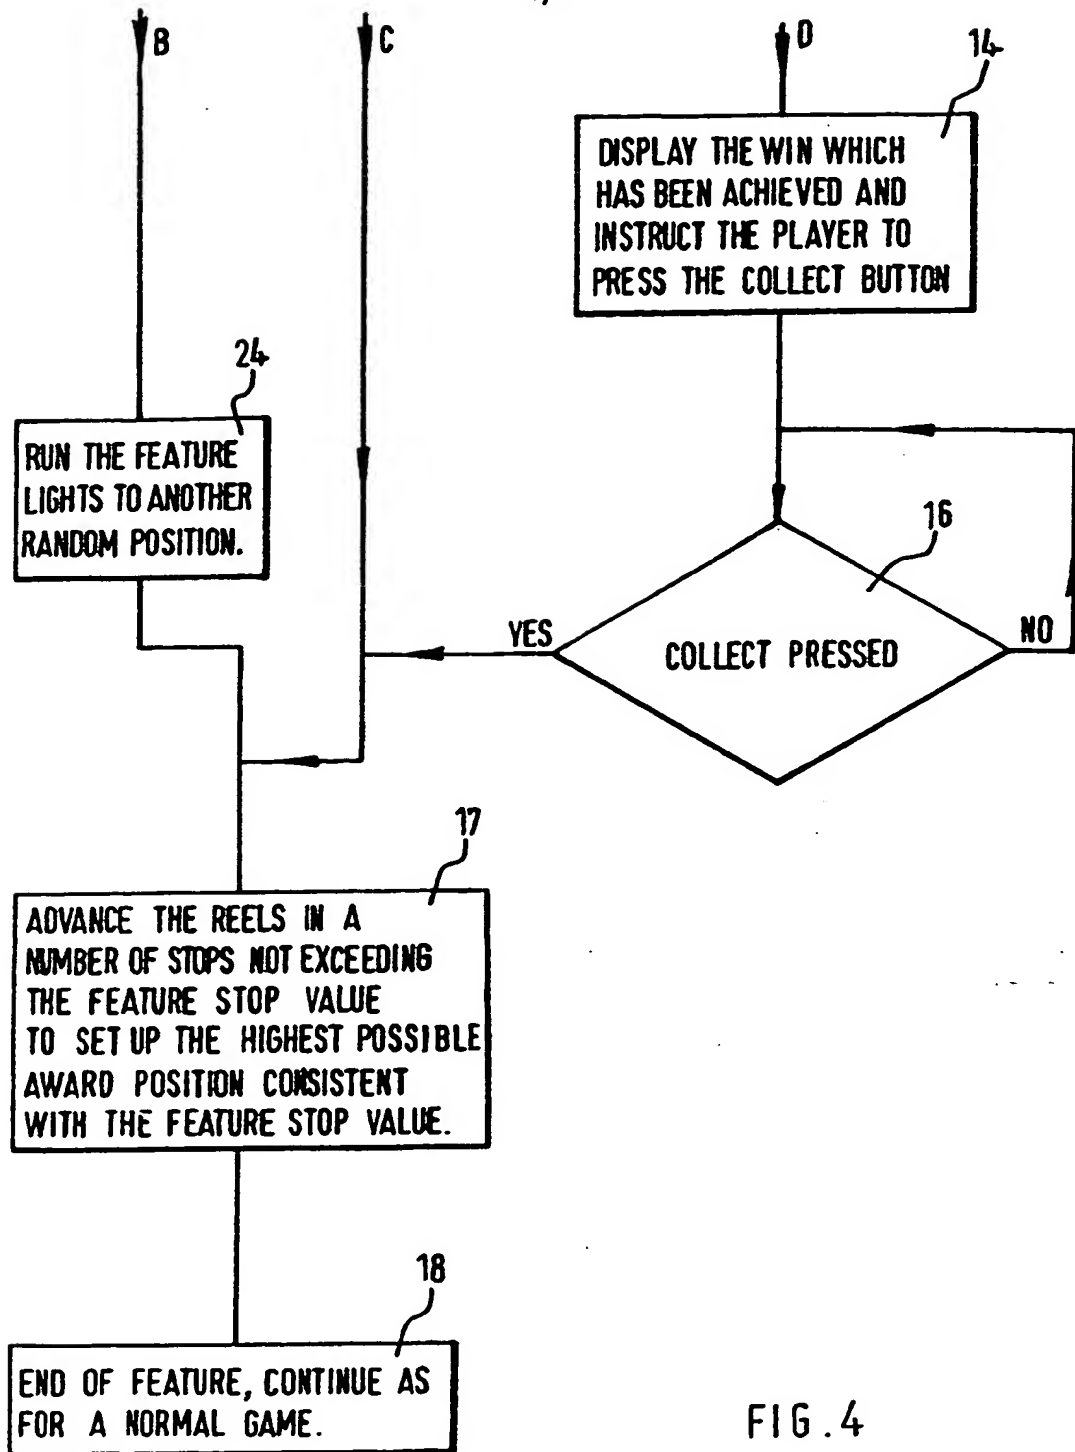 B
C
D
14
DISPLAY THE WIN WHICH
HAS BEEN ACHIEVED AND
INSTRUCT THE PLAYER TO
PRESS THE COLLECT BUTTON
24
RUN THE FEATURE
LIGHTS TO ANOTHER
RANDOM POSITION.
16
YES
COLLECT PRESSED
NO
17
ADVANCE THE REELS IN A
NUMBER OF STOPS NOT EXCEEDING
THE FEATURE STOP VALUE
TO SET UP THE HIGHEST POSSIBLE
AWARD POSITION CONSISTENT
WITH THE FEATURE STOP VALUE.
18
END OF FEATURE, CONTINUE AS
FOR A NORMAL GAME.
FIG.4